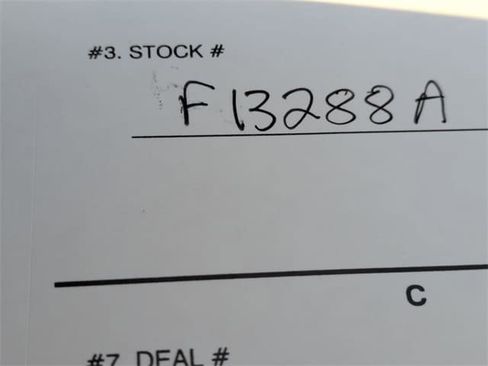 #3. STOCK #
F13288A
C
#7 DEAL #